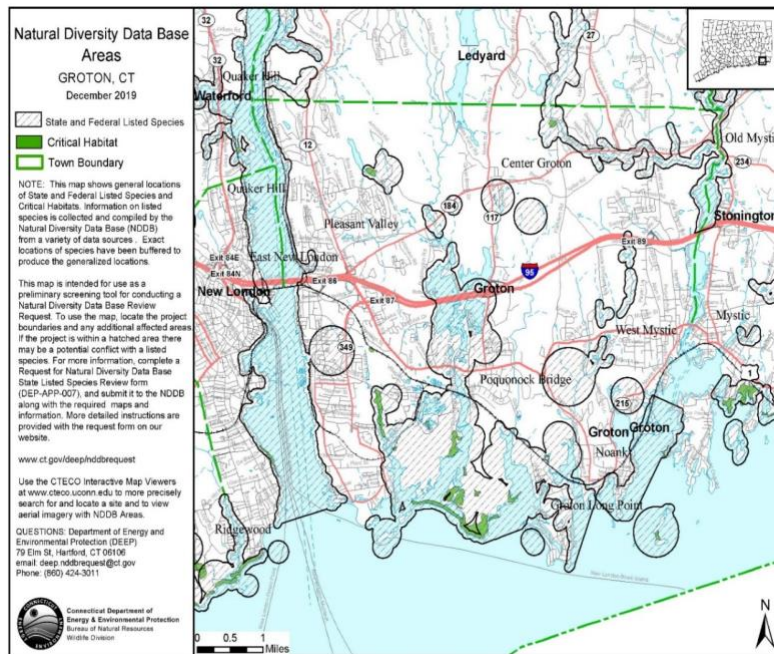 Natural Diversity Data Base
Areas
GROTON, CT
December 2019
State and Federal Listed Species
Critical Habitat
Town Boundary
NOTE: This map shows general locations
of State and Federal Listed Species and
Critical Habitats. Information on listed
species is collected and compiled by the
Natural Diversity Data Base (NDDB)
from a variety of data sources . Exact
locations of species have been buffered to
produce the generalized locations.
This map is intended for use as a
preliminary screening tool for conducting a
Natural Diversity Data Base Review
Request. To use the map, locate the project
boundaries and any additional affected areas.
If the project is within a hatched area there
may be a potential conflict with a listed
species. For more information, complete a
Request for Natural Diversity Data Base
State Listed Species Review form
(DEP-APP-007), and submit it to the NDDB
along with the required maps and
information. More detailed instructions are
provided with the request form on our
website.
www.ct.gov/deep/nddbrequest
Use the CTECO Interactive Map Viewers
at www.cteco.uconn.edu to more precisely
search for and locate a site and to view
aerial imagery with NDDB Areas.
QUESTIONS: Department of Energy and
Environmental Protection (DEEP)
79 Elm St, Hartford, CT 06106
email: deep.nddbrequest@ct.gov
Phone: (860) 424-3011
Connecticut Department of
Energy & Environmental Protection
Bureau of Natural Resources
Wildlife Division
32
27
Ledyard
32
Quaker Hill
Waterford
12
Old Mystic
234
Center Groton
Quaker Hill
184
117
Pleasant Valley
Stonington
Exit 89
East New London
Exit 84E
Exit 84N
95
New London
Exit 86
Exit 87
Groton
Mystic
West Mystic
349
1
Poquonock Bridge
215
Groton
Groton
Noank
Groton Long Point
Ridgewood
N
0 0.5 1
Miles